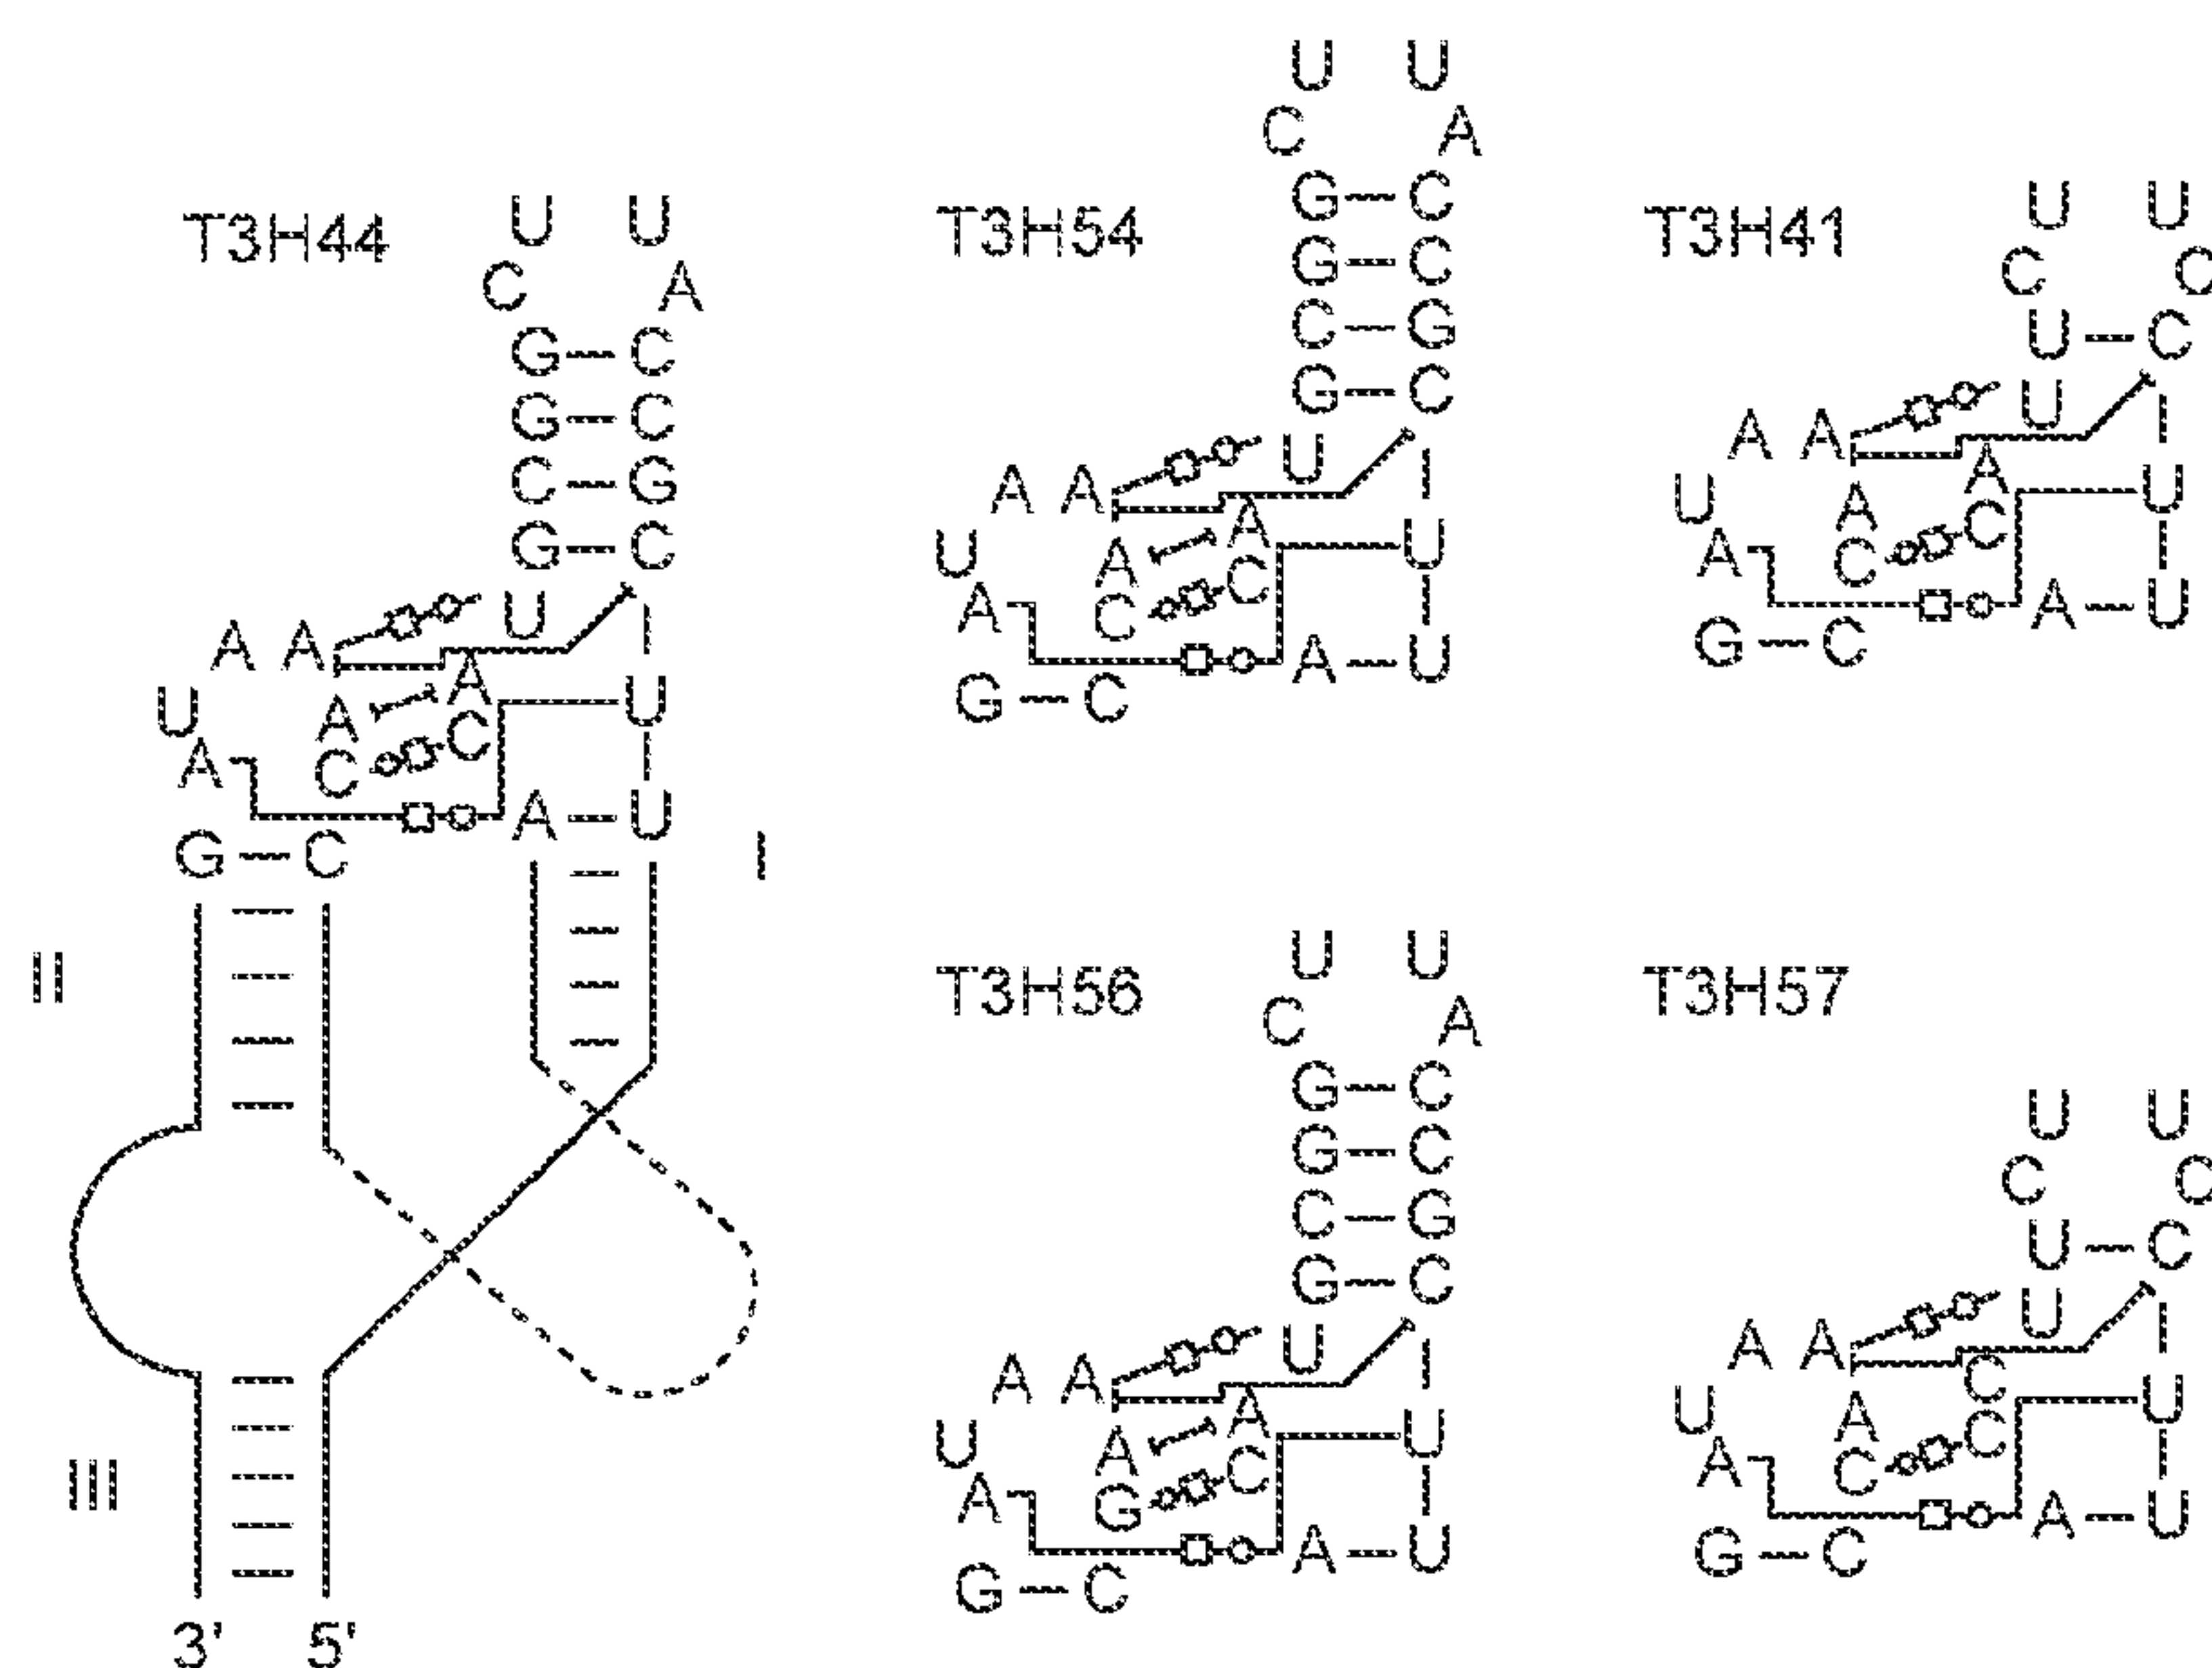 T3H44
U U
C A
G C
G C
C G
G C
U
A A A
A U
U A C
A C
G C A U
I
II
III
3' 5'
T3H54
U U
C A
G C
G C
C G
G C
U
A A A
U A U
A C C
G C A U
T3H41
U U
C C
U C
U
A A A
U A C U
A C
G C A U
T3H56
U U
C A
G C
G C
C G
G C
U
A A A
U A C U
A G
G C A U
T3H57
U U
C C
U C
U
A A C
U A C U
A C
G C A U